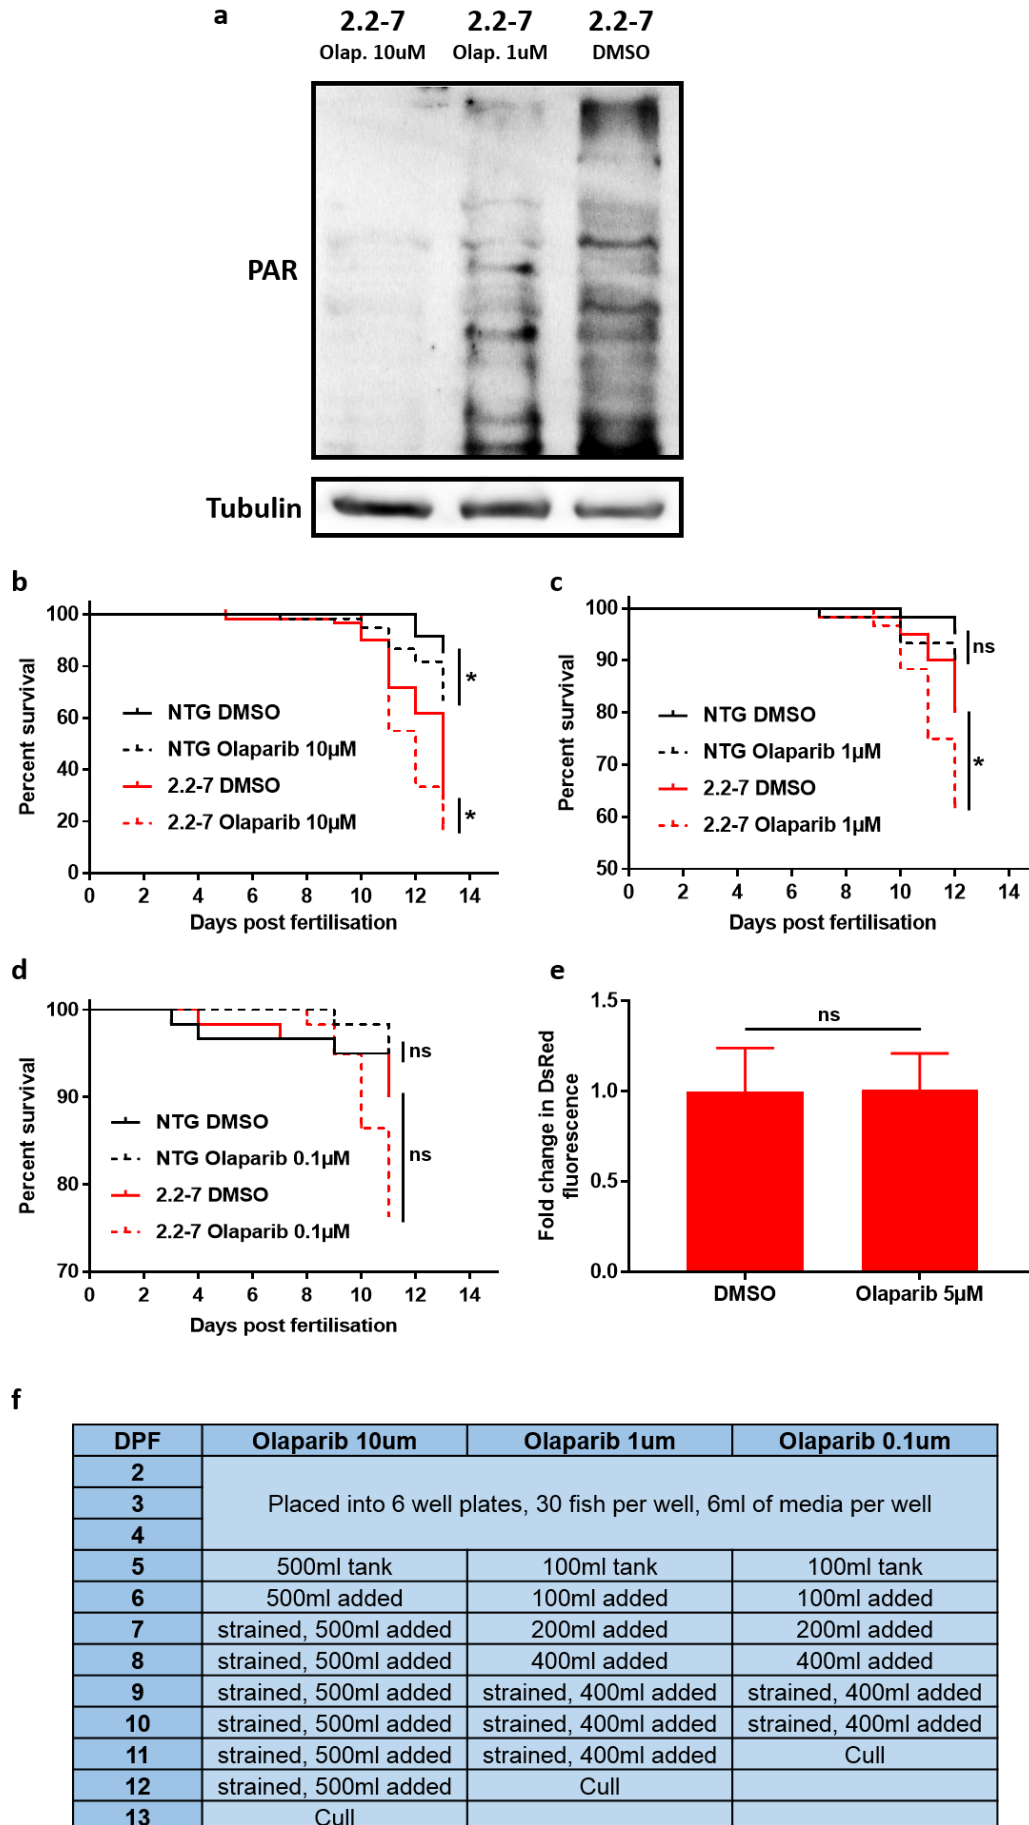 a
2.2-7 2.2-7 2.2-7
Olap. 10uM Olap. 1uM DMSO
PAR
Tubulin
b
Percent survival
100
80
60
40
20
0
NTG DMSO
NTG Olaparib 10µM
2.2-7 DMSO
2.2-7 Olaparib 10µM
*
*
0 2 4 6 8 10 12 14
Days post fertilisation
c
Percent survival
100
90
80
70
60
50
NTG DMSO
NTG Olaparib 1µM
2.2-7 DMSO
2.2-7 Olaparib 1µM
ns
*
0 2 4 6 8 10 12 14
Days post fertilisation
d
Percent survival
100
90
80
70
NTG DMSO
NTG Olaparib 0.1µM
2.2-7 DMSO
2.2-7 Olaparib 0.1µM
ns
ns
0 2 4 6 8 10 12 14
Days post fertilisation
e
Fold change in DsRed
fluorescence
1.5
1.0
0.5
0.0
ns
DMSO Olaparib 5µM
f
DPF Olaparib 10um Olaparib 1um Olaparib 0.1um
2
3 Placed into 6 well plates, 30 fish per well, 6ml of media per well
4
5 500ml tank 100ml tank 100ml tank
6 500ml added 100ml added 100ml added
7 strained, 500ml added 200ml added 200ml added
8 strained, 500ml added 400ml added 400ml added
9 strained, 500ml added strained, 400ml added strained, 400ml added
10 strained, 500ml added strained, 400ml added strained, 400ml added
11 strained, 500ml added strained, 400ml added Cull
12 strained, 500ml added Cull
13 Cull